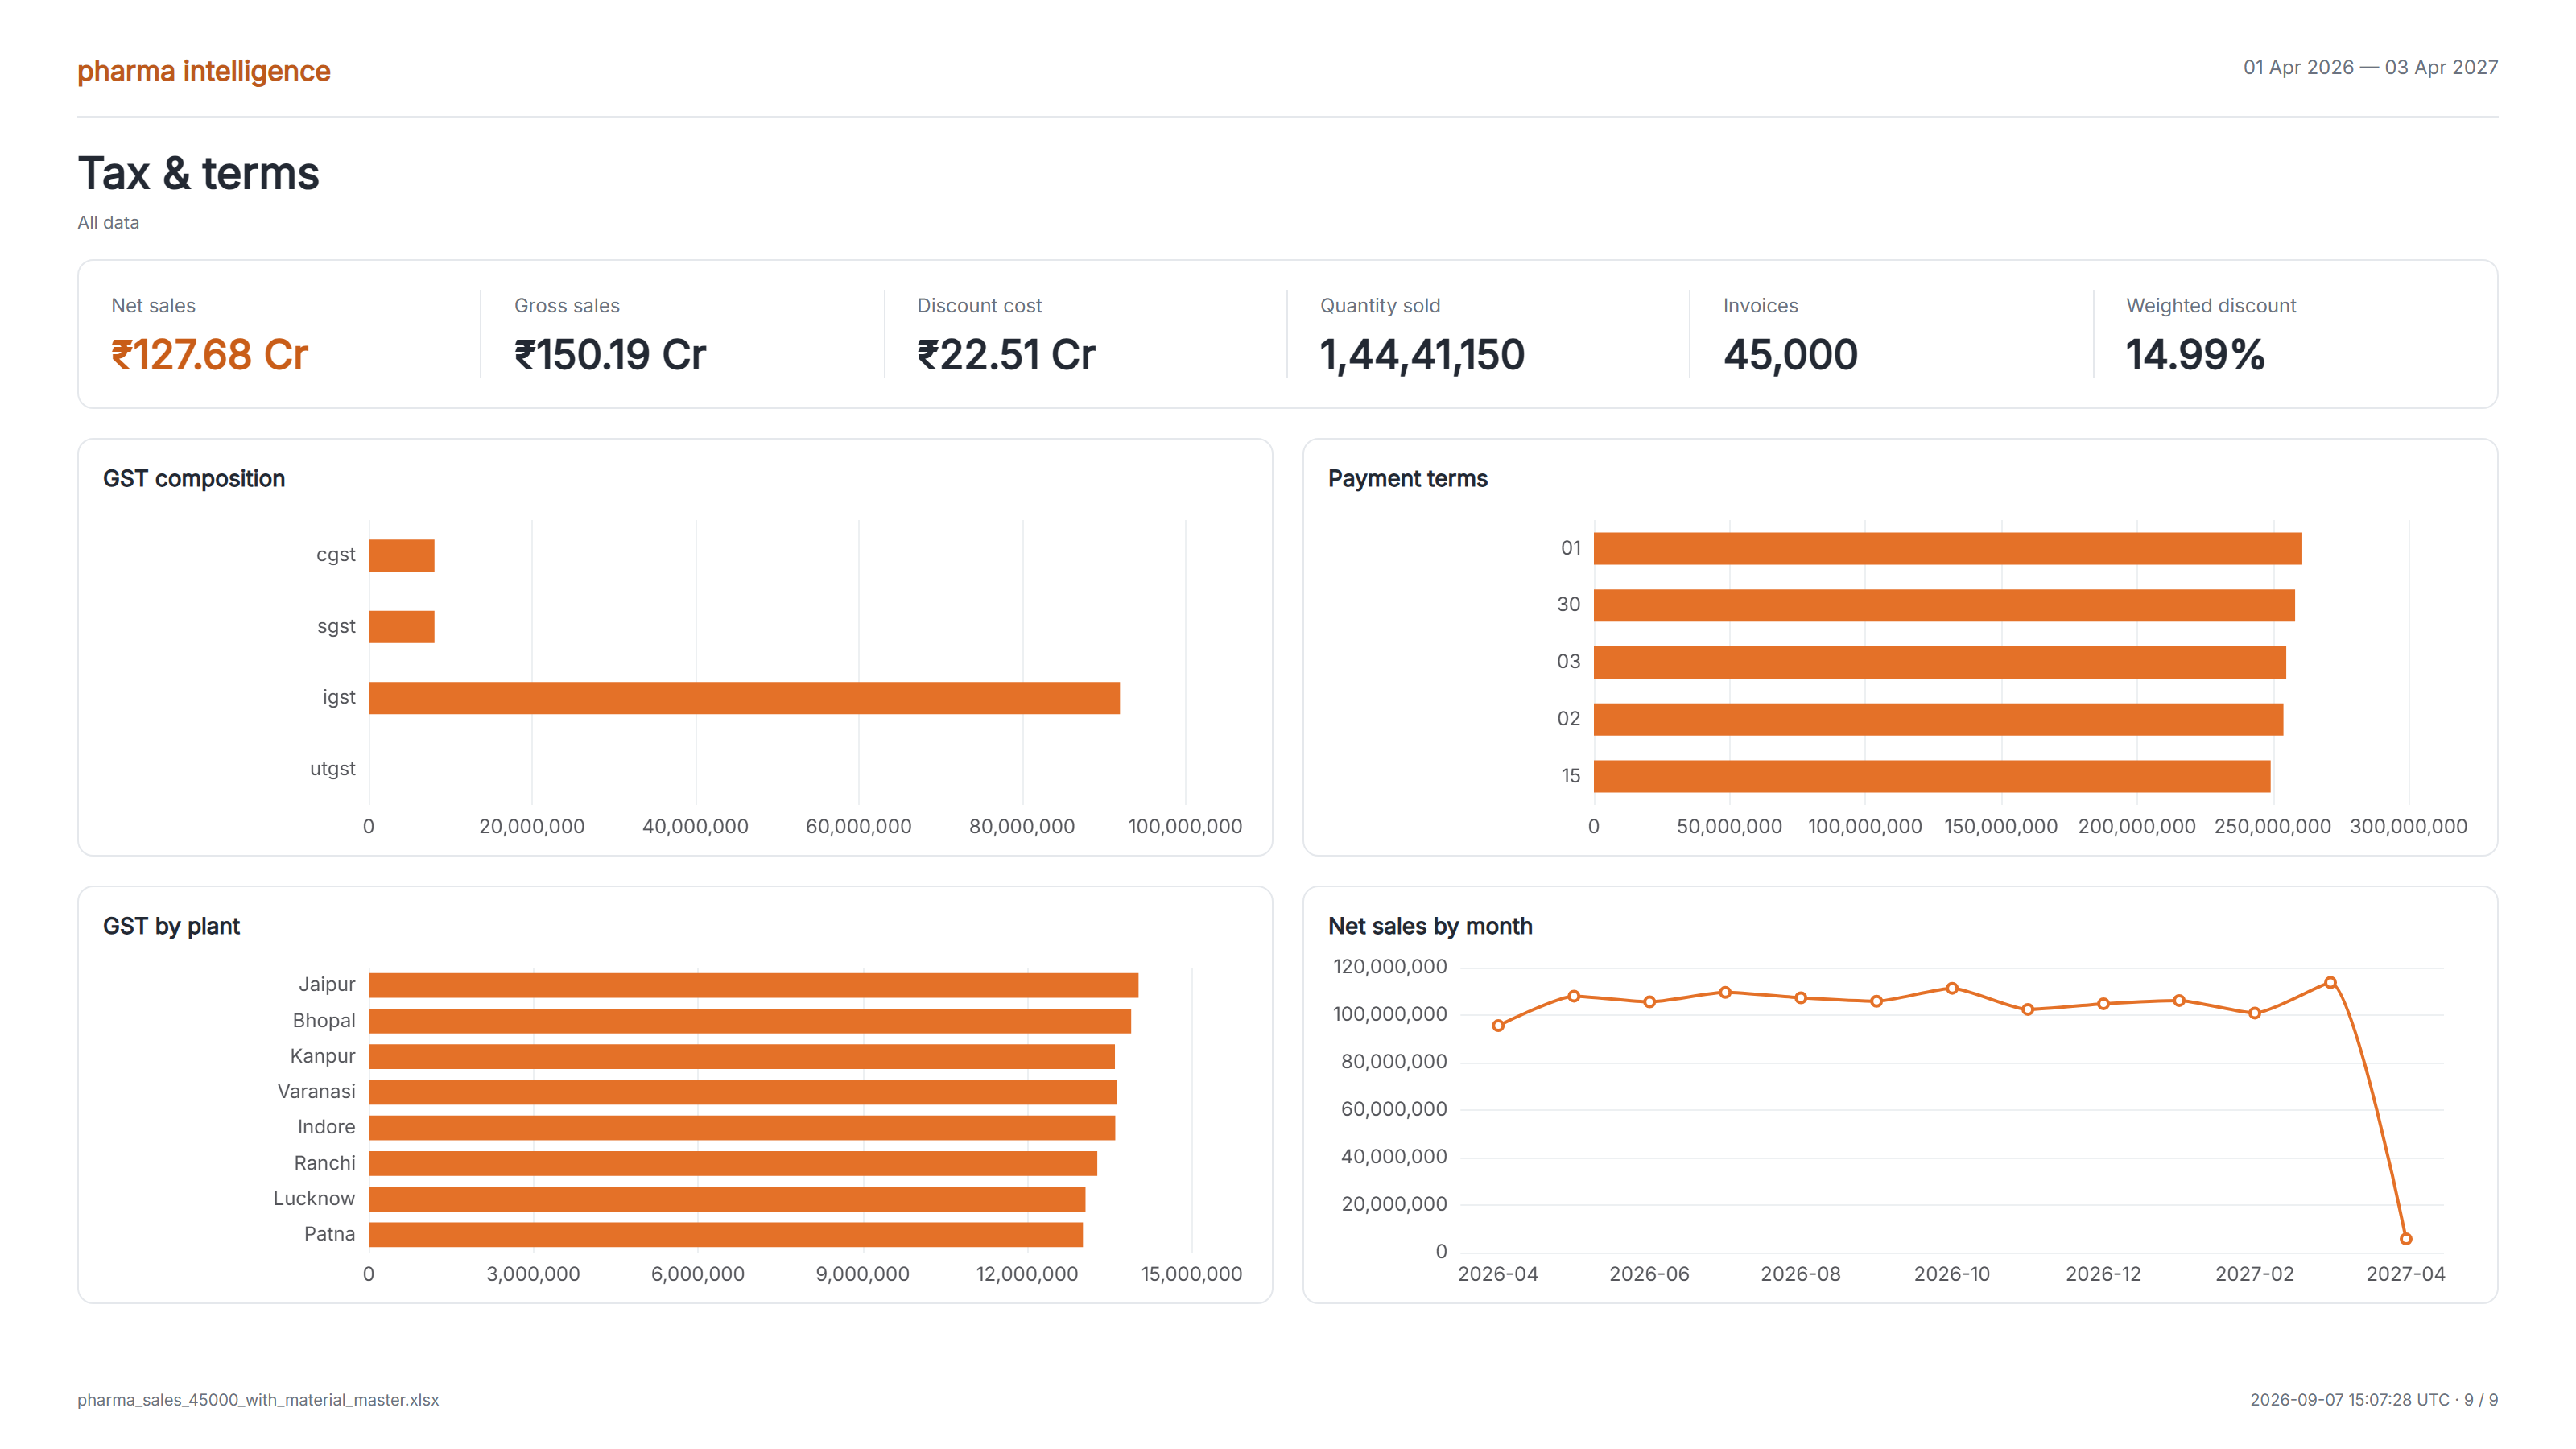 pharma intelligence
01 Apr 2026 — 03 Apr 2027
Tax & terms
All data
Net sales
₹127.68 Cr
Gross sales
₹150.19 Cr
Discount cost
₹22.51 Cr
Quantity sold
1,44,41,150
Invoices
45,000
Weighted discount
14.99%
GST composition
cgst
sgst
igst
utgst
0 20,000,000 40,000,000 60,000,000 80,000,000 100,000,000
Payment terms
01
30
03
02
15
0 50,000,000 100,000,000 150,000,000 200,000,000 250,000,000 300,000,000
GST by plant
Jaipur
Bhopal
Kanpur
Varanasi
Indore
Ranchi
Lucknow
Patna
0 3,000,000 6,000,000 9,000,000 12,000,000 15,000,000
Net sales by month
120,000,000
100,000,000
80,000,000
60,000,000
40,000,000
20,000,000
0
2026-04 2026-06 2026-08 2026-10 2026-12 2027-02 2027-04
pharma_sales_45000_with_material_master.xlsx
2026-09-07 15:07:28 UTC · 9 / 9